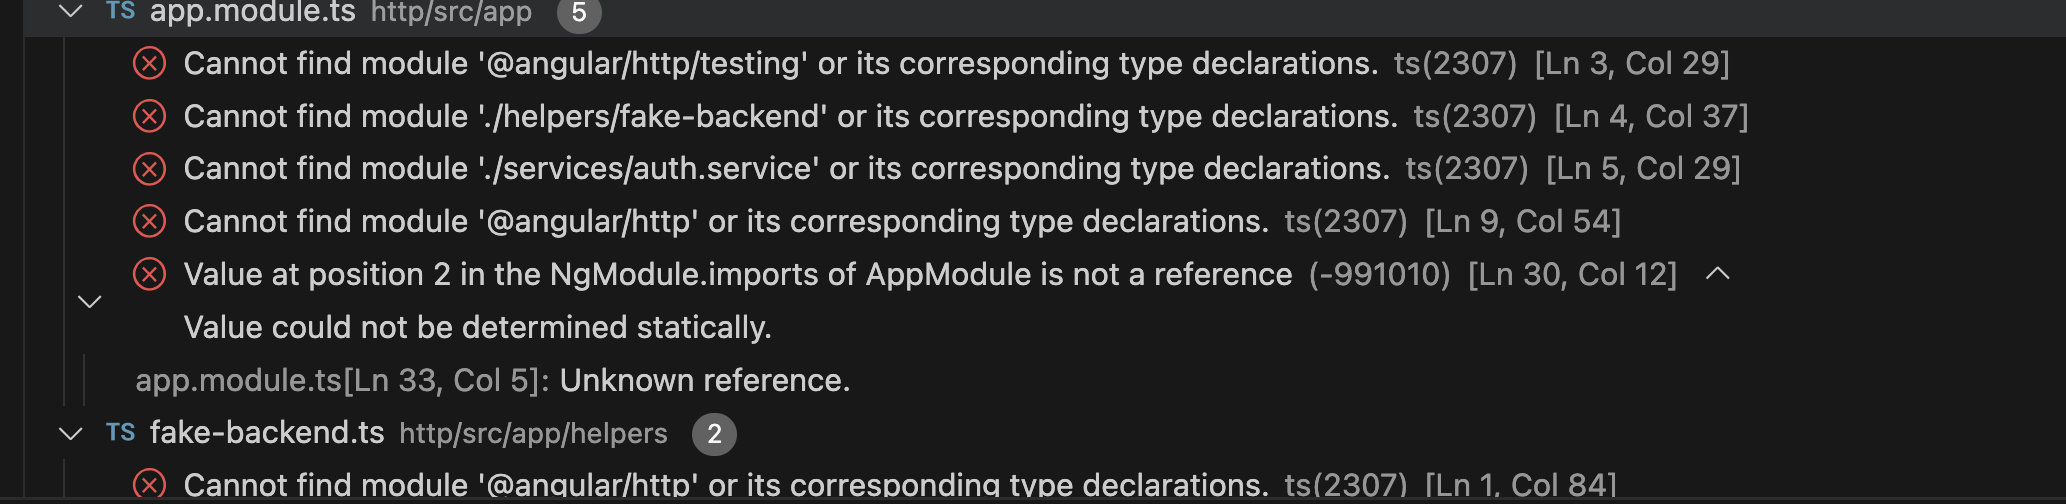 TS app.module.ts http/src/app 5
Cannot find module '@angular/http/testing' or its corresponding type declarations. ts(2307) [Ln 3, Col 29]
Cannot find module './helpers/fake-backend' or its corresponding type declarations. ts(2307) [Ln 4, Col 37]
Cannot find module './services/auth.service' or its corresponding type declarations. ts(2307) [Ln 5, Col 29]
Cannot find module '@angular/http' or its corresponding type declarations. ts(2307) [Ln 9, Col 54]
Value at position 2 in the NgModule.imports of AppModule is not a reference (-991010) [Ln 30, Col 12]
Value could not be determined statically.
app.module.ts[Ln 33, Col 5]: Unknown reference.
TS fake-backend.ts http/src/app/helpers 2
Cannot find module '@angular/http' or its corresponding type declarations. ts(2307) [Ln 1, Col 84]